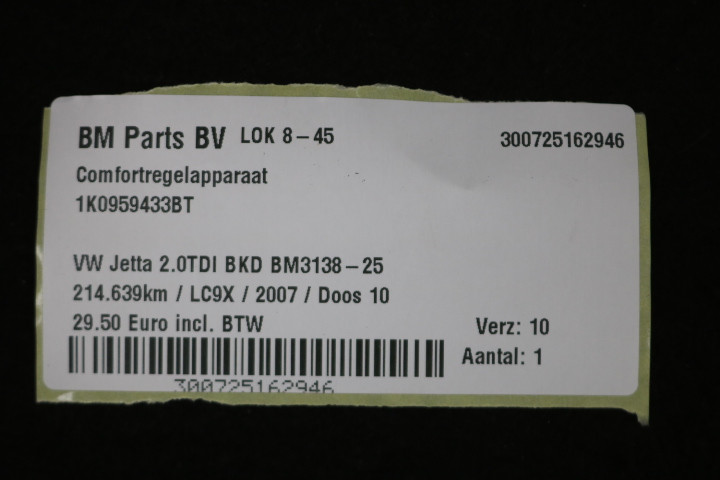 BM Parts BV LOK 8-45 300725162946
Comfortregelapparaat
1K0959433BT
VW Jetta 2.0TDI BKD BM3138-25
214.639km / LC9X / 2007 / Doos 10
29.50 Euro incl. BTW Verz: 10
Aantal: 1
300725162946